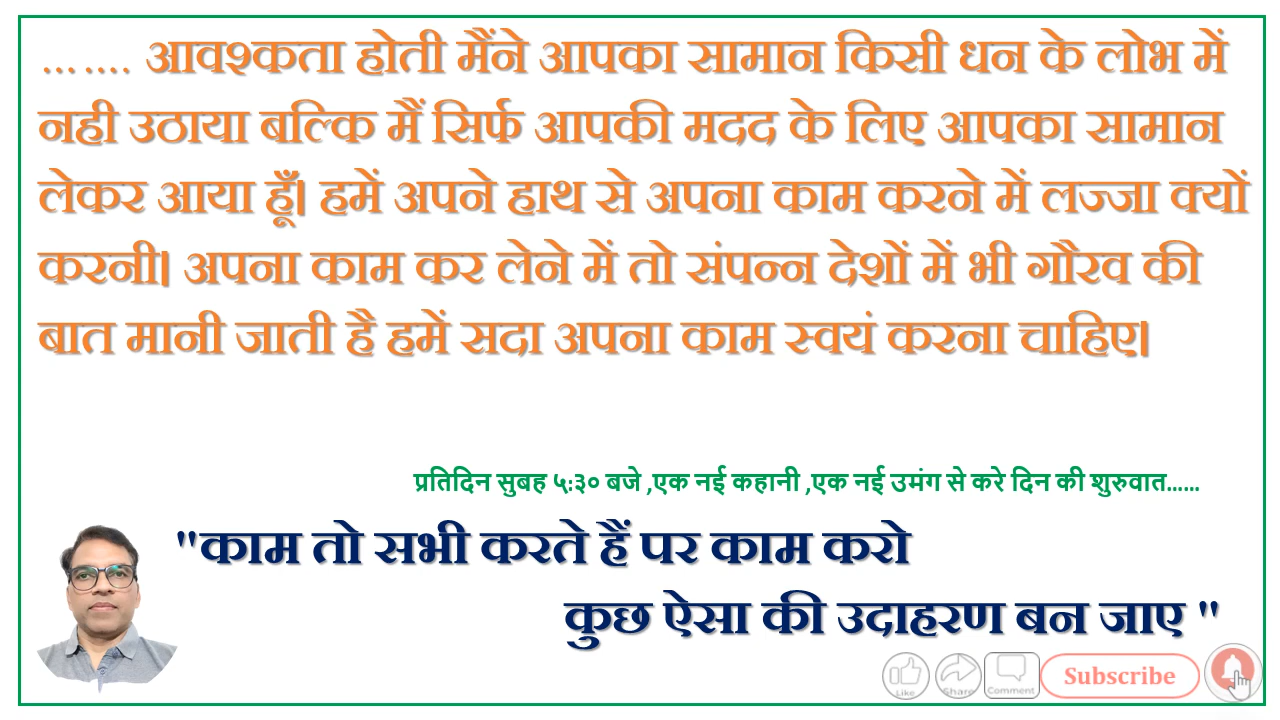 ....... आवश्कता होती मैंने आपका सामान किसी धन के लोभ में
नही उठाया बल्कि मैं सिर्फ आपकी मदद के लिए आपका सामान
लेकर आया हूँ। हमें अपने हाथ से अपना काम करने में लज्जा क्यों
करनी। अपना काम कर लेने में तो संपन्न देशों में भी गौरव की
बात मानी जाती है हमें सदा अपना काम स्वयं करना चाहिए।
प्रतिदिन सुबह ५:३० बजे ,एक नई कहानी ,एक नई उमंग से करे दिन की शुरुवात......
"काम तो सभी करते हैं पर काम करो
कुछ ऐसा की उदाहरण बन जाए "
Like Share Comment Subscribe